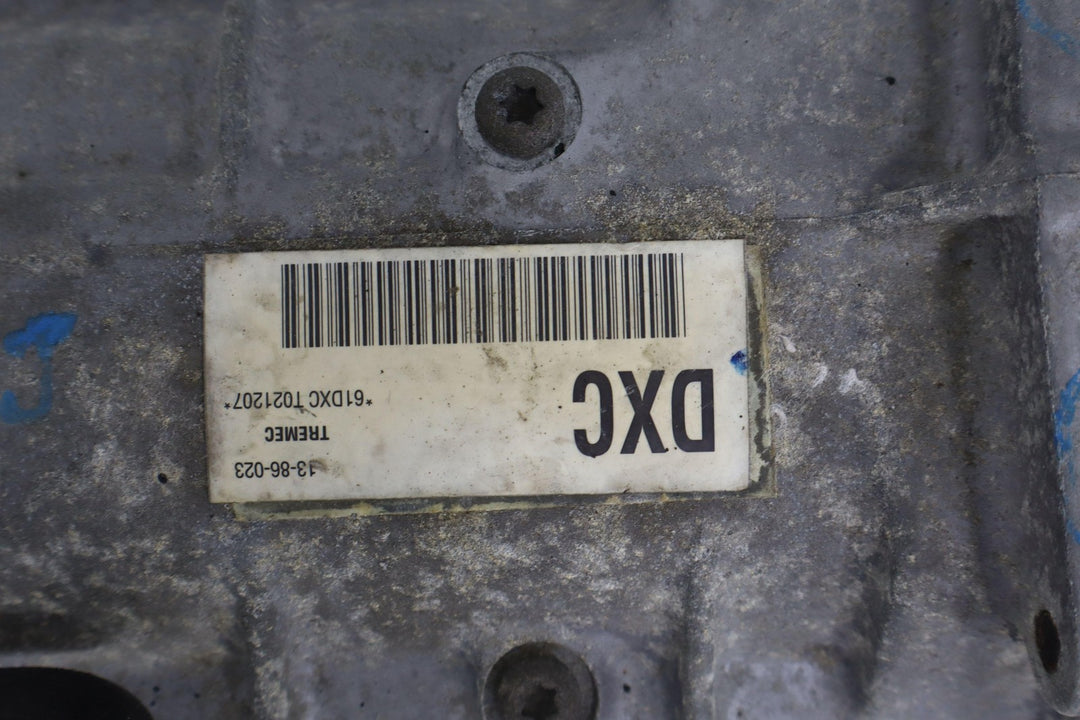 13-86-023
TREMEC
DXC
*61DXC T021207*